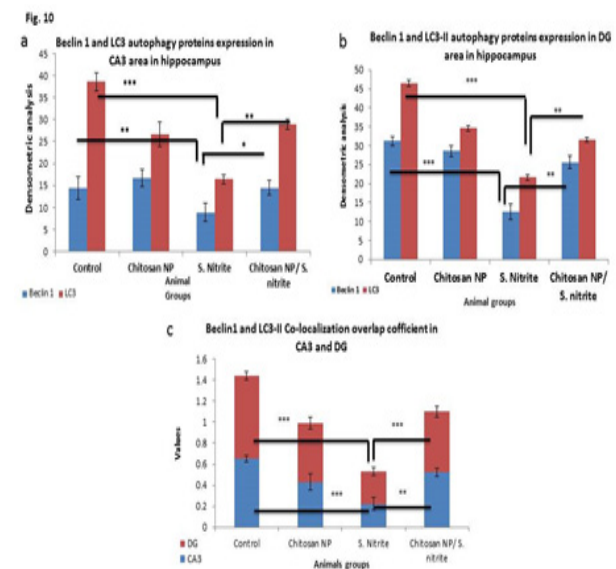 Fig. 10
a
Beclin 1 and LC3 autophagy proteins expression in
CA3 area in hippocampus
Densometric analysis
45
40
35
30
25
20
15
10
5
0
***
**
**
*
Control
Chitosan NP
S. Nitrite
Chitosan NP/ S.
nitrite
Animal
Groups
Beclin 1
LC3
b
Beclin 1 and LC3-II autophagy proteins expression in DG
area in hippocampus
Densometric analysis
50
45
40
35
30
25
20
15
10
5
0
***
**
***
**
Control
Chitosan NP
S. Nitrite
Chitosan NP/
S. nitrite
Animal groups
Beclin 1
LC3
c
Beclin1 and LC3-II Co-localization overlap cofficient in
CA3 and DG
Values
1.6
1.4
1.2
1
0.8
0.6
0.4
0.2
0
***
***
***
**
Control
Chitosan NP
S. Nitrite
Chitosan NP/ S.
nitrite
Animals groups
DG
CA3